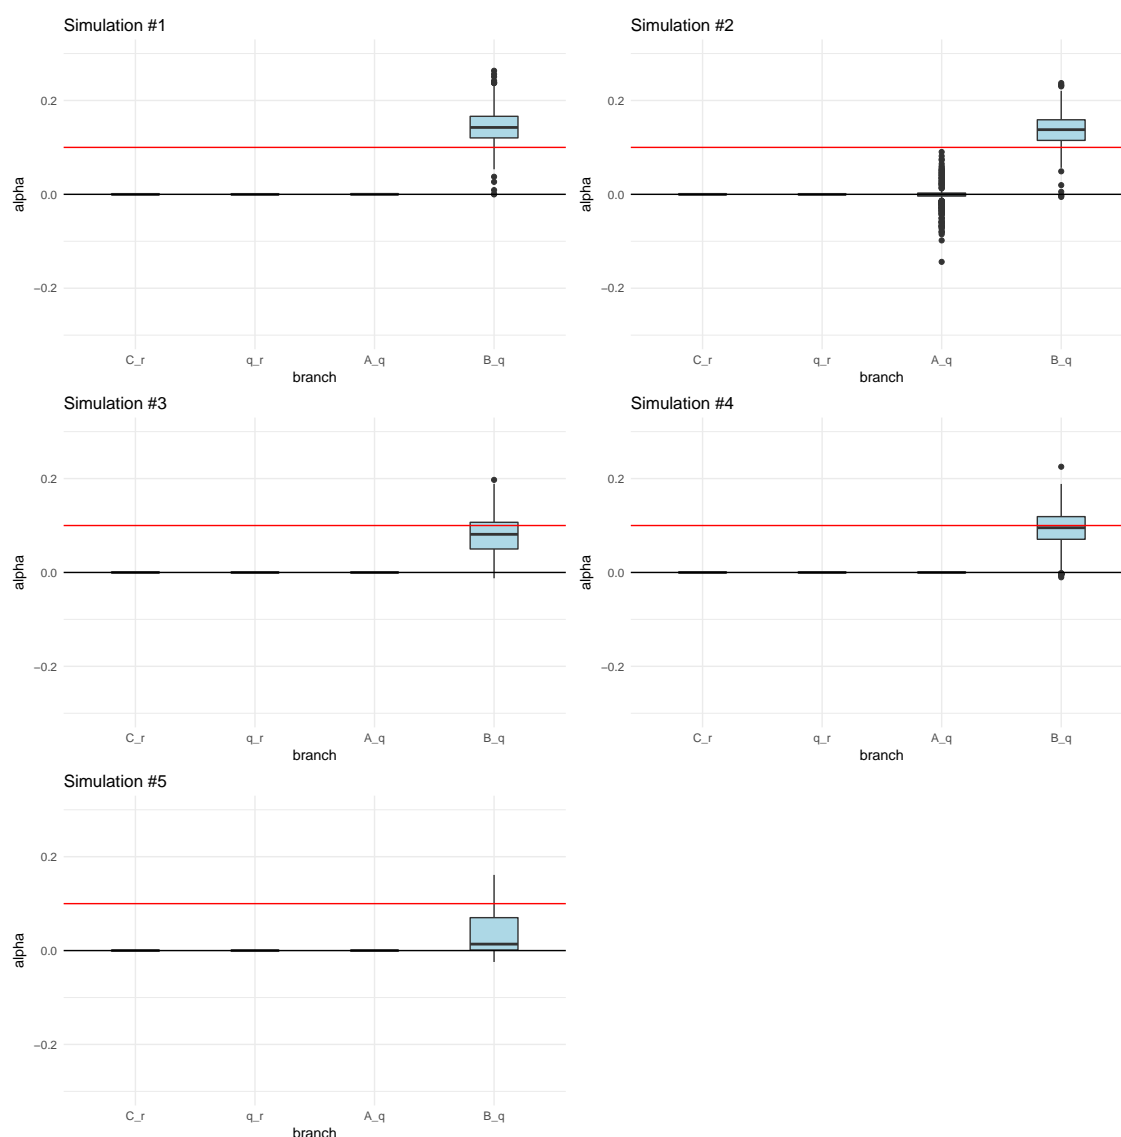 Simulation #1
0.2
0.0
−0.2
alpha
C_r q_r A_q B_q
branch
Simulation #2
0.2
0.0
−0.2
alpha
C_r q_r A_q B_q
branch
Simulation #3
0.2
0.0
−0.2
alpha
C_r q_r A_q B_q
branch
Simulation #4
0.2
0.0
−0.2
alpha
C_r q_r A_q B_q
branch
Simulation #5
0.2
0.0
−0.2
alpha
C_r q_r A_q B_q
branch